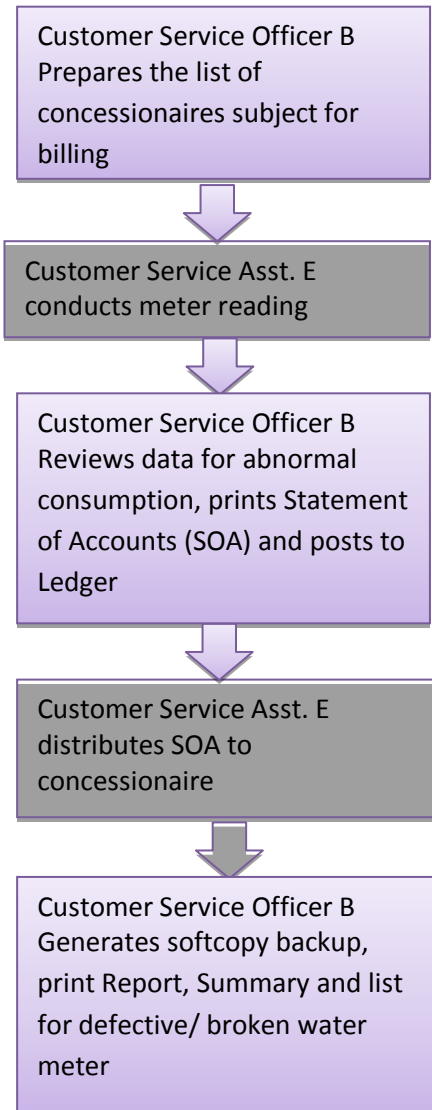 Customer Service Officer B
Prepares the list of
concessionaires subject for
billing
Customer Service Asst. E
conducts meter reading
Customer Service Officer B
Reviews data for abnormal
consumption, prints Statement
of Accounts (SOA) and posts to
Ledger
Customer Service Asst. E
distributes SOA to
concessionaire
Customer Service Officer B
Generates softcopy backup,
print Report, Summary and list
for defective/ broken water
meter